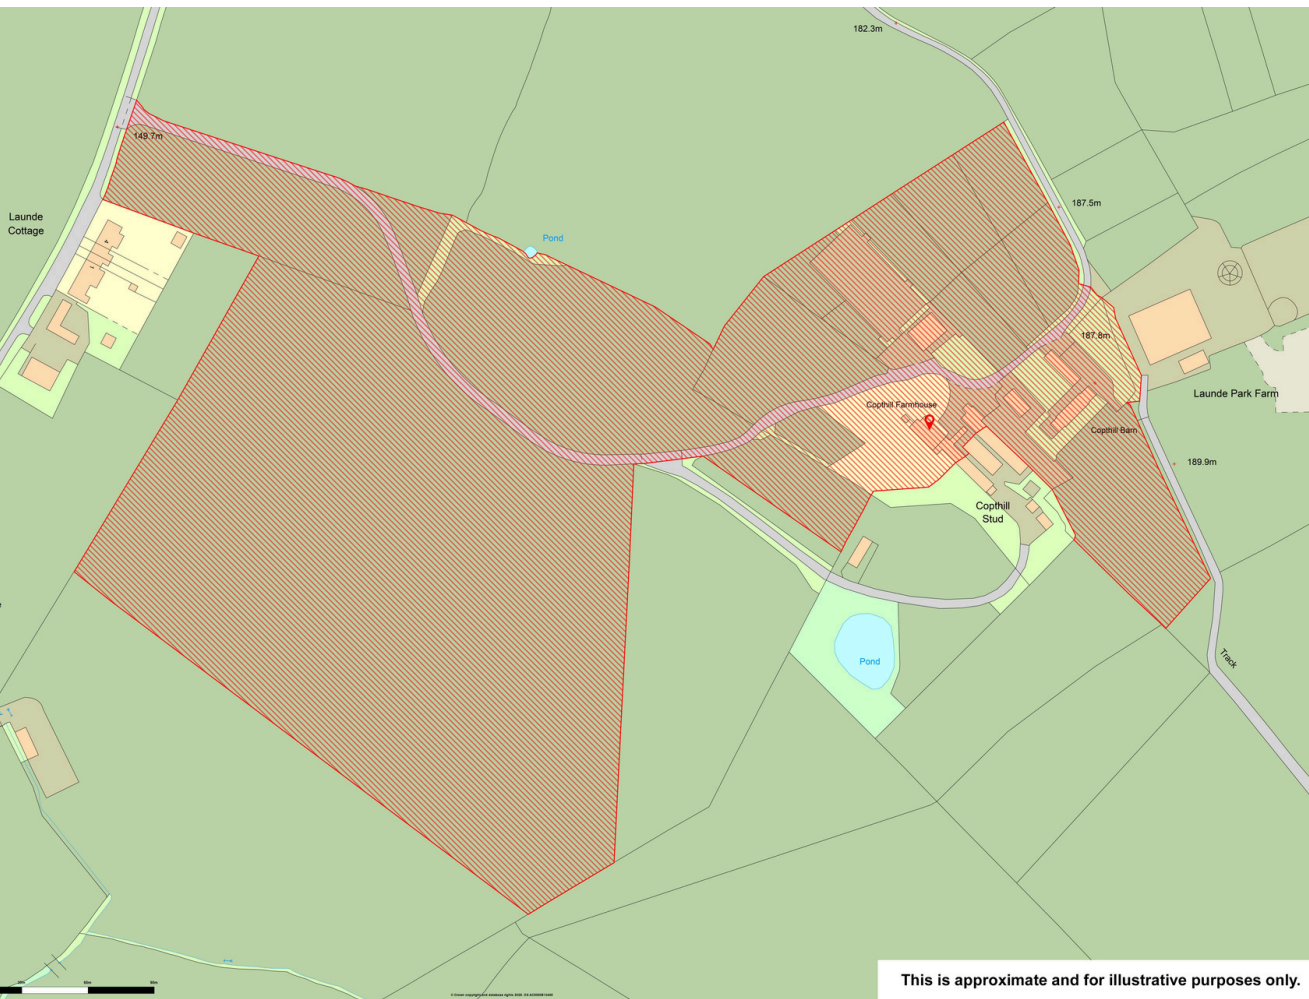 182.3m
149.7m
187.5m
Launde
Cottage
Pond
187.8m
Launde Park Farm
Copthill Farmhouse
Copthill Barn
189.9m
Copthill
Stud
Pond
Track
This is approximate and for illustrative purposes only.